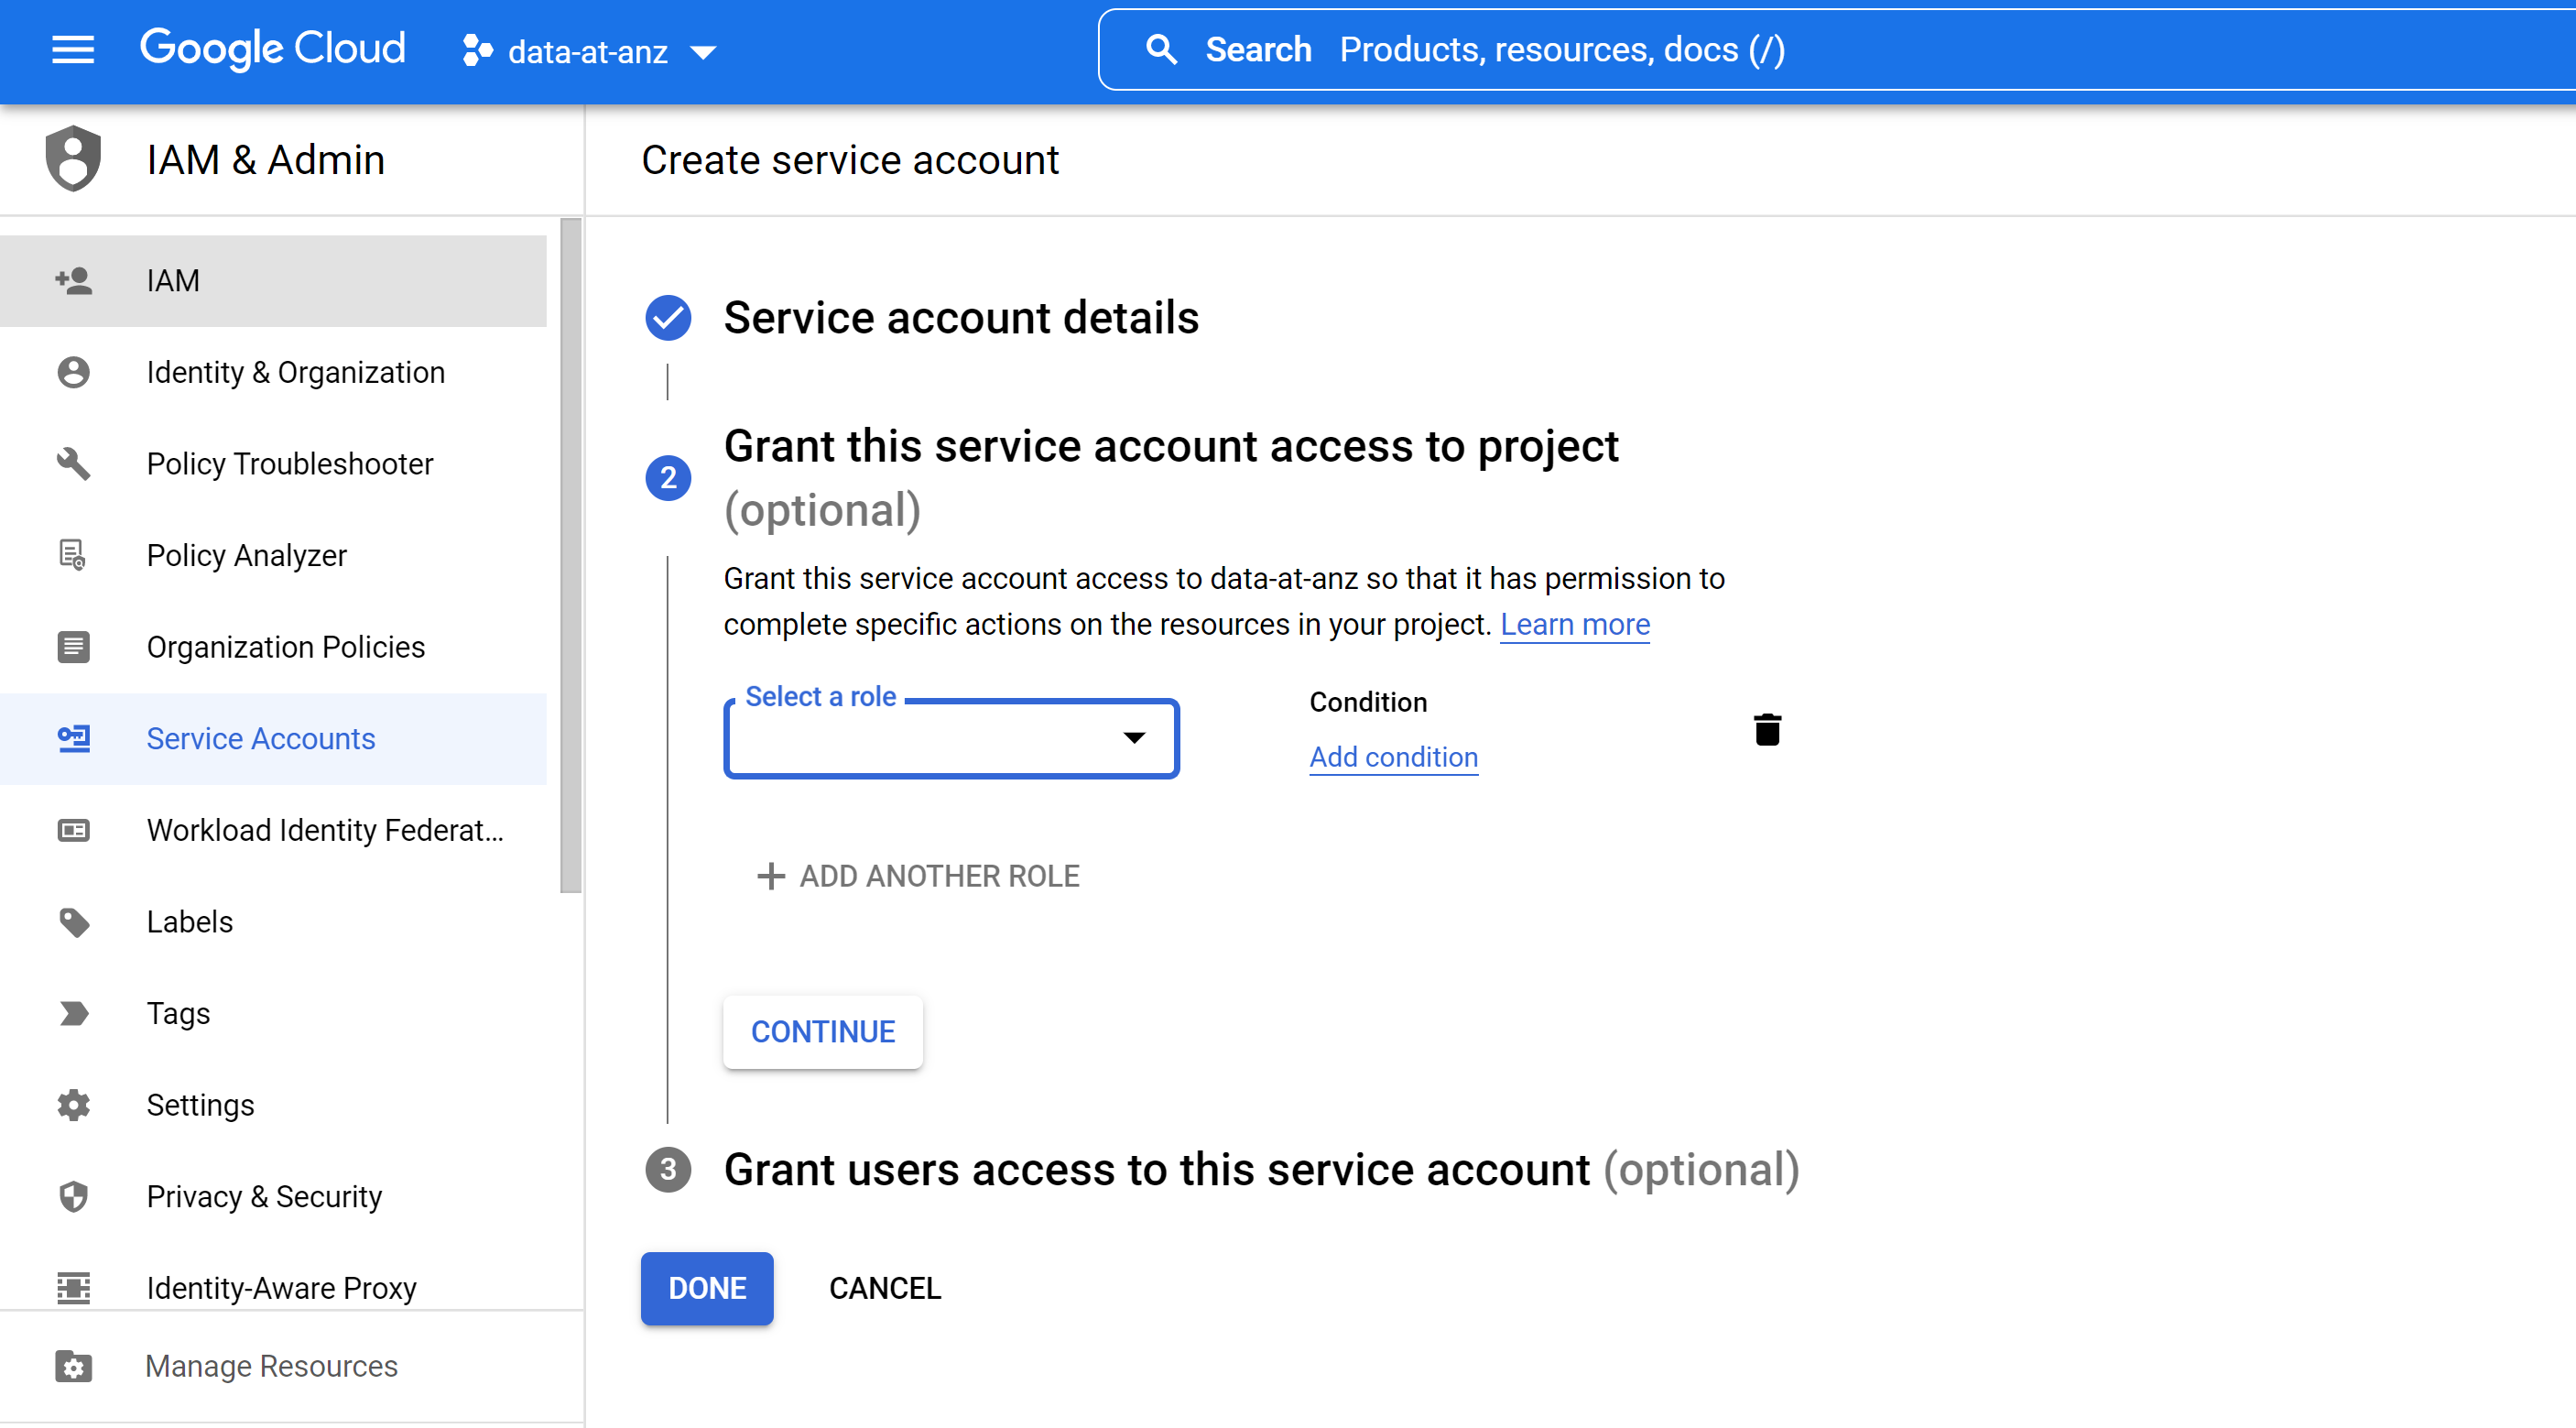 Google Cloud
data-at-anz
Search Products, resources, docs (/)
IAM & Admin
Create service account
IAM
Identity & Organization
Policy Troubleshooter
Policy Analyzer
Organization Policies
Service Accounts
Workload Identity Federat...
Labels
Tags
Settings
Privacy & Security
Identity-Aware Proxy
Manage Resources
Service account details
2
Grant this service account access to project
(optional)
Grant this service account access to data-at-anz so that it has permission to
complete specific actions on the resources in your project. Learn more
Select a role
Condition
Add condition
ADD ANOTHER ROLE
CONTINUE
3
Grant users access to this service account (optional)
DONE
CANCEL